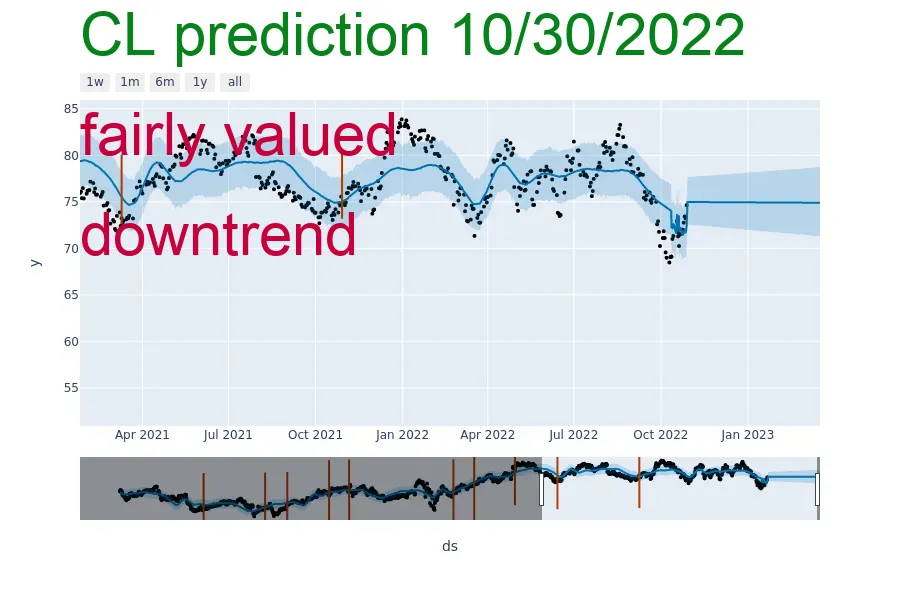 CL prediction 10/30/2022
1w 1m 6m 1y all
fairly valued
downtrend
85
80
75
70
65
60
55
y
Apr 2021 Jul 2021 Oct 2021 Jan 2022 Apr 2022 Jul 2022 Oct 2022 Jan 2023
ds